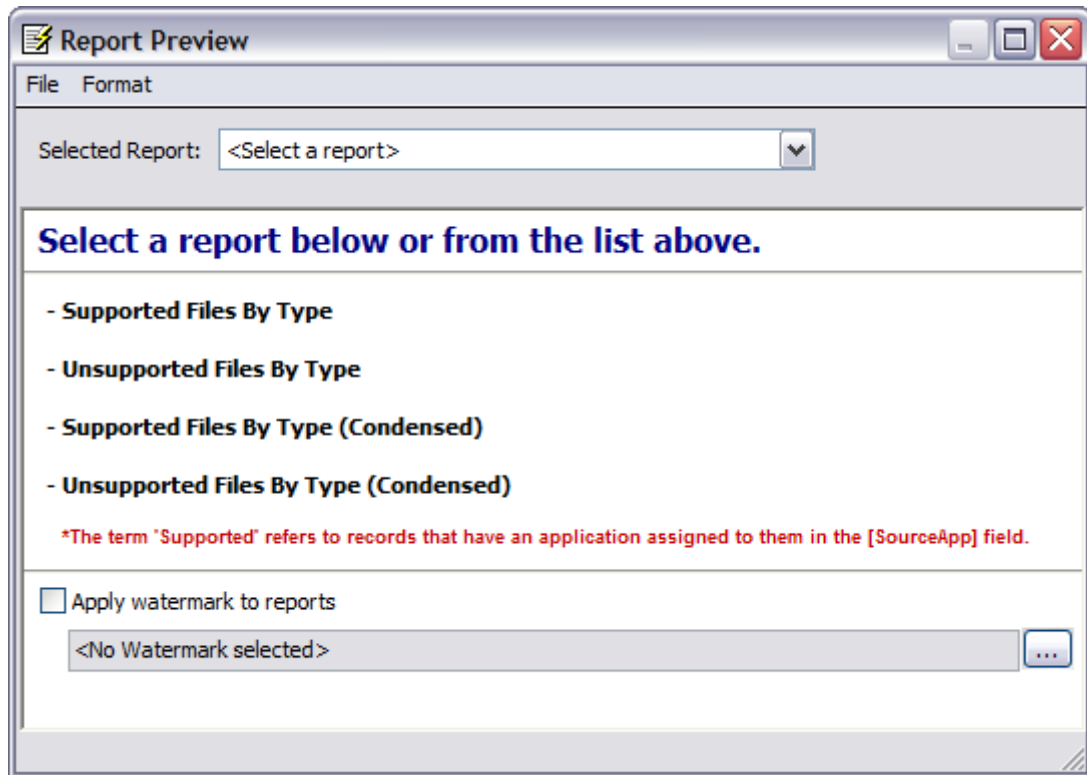 Report Preview
File Format
Selected Report: <Select a report>
Select a report below or from the list above.
- Supported Files By Type
- Unsupported Files By Type
- Supported Files By Type (Condensed)
- Unsupported Files By Type (Condensed)
*The term "Supported" refers to records that have an application assigned to them in the [SourceApp] field.
Apply watermark to reports
<No Watermark selected> ...